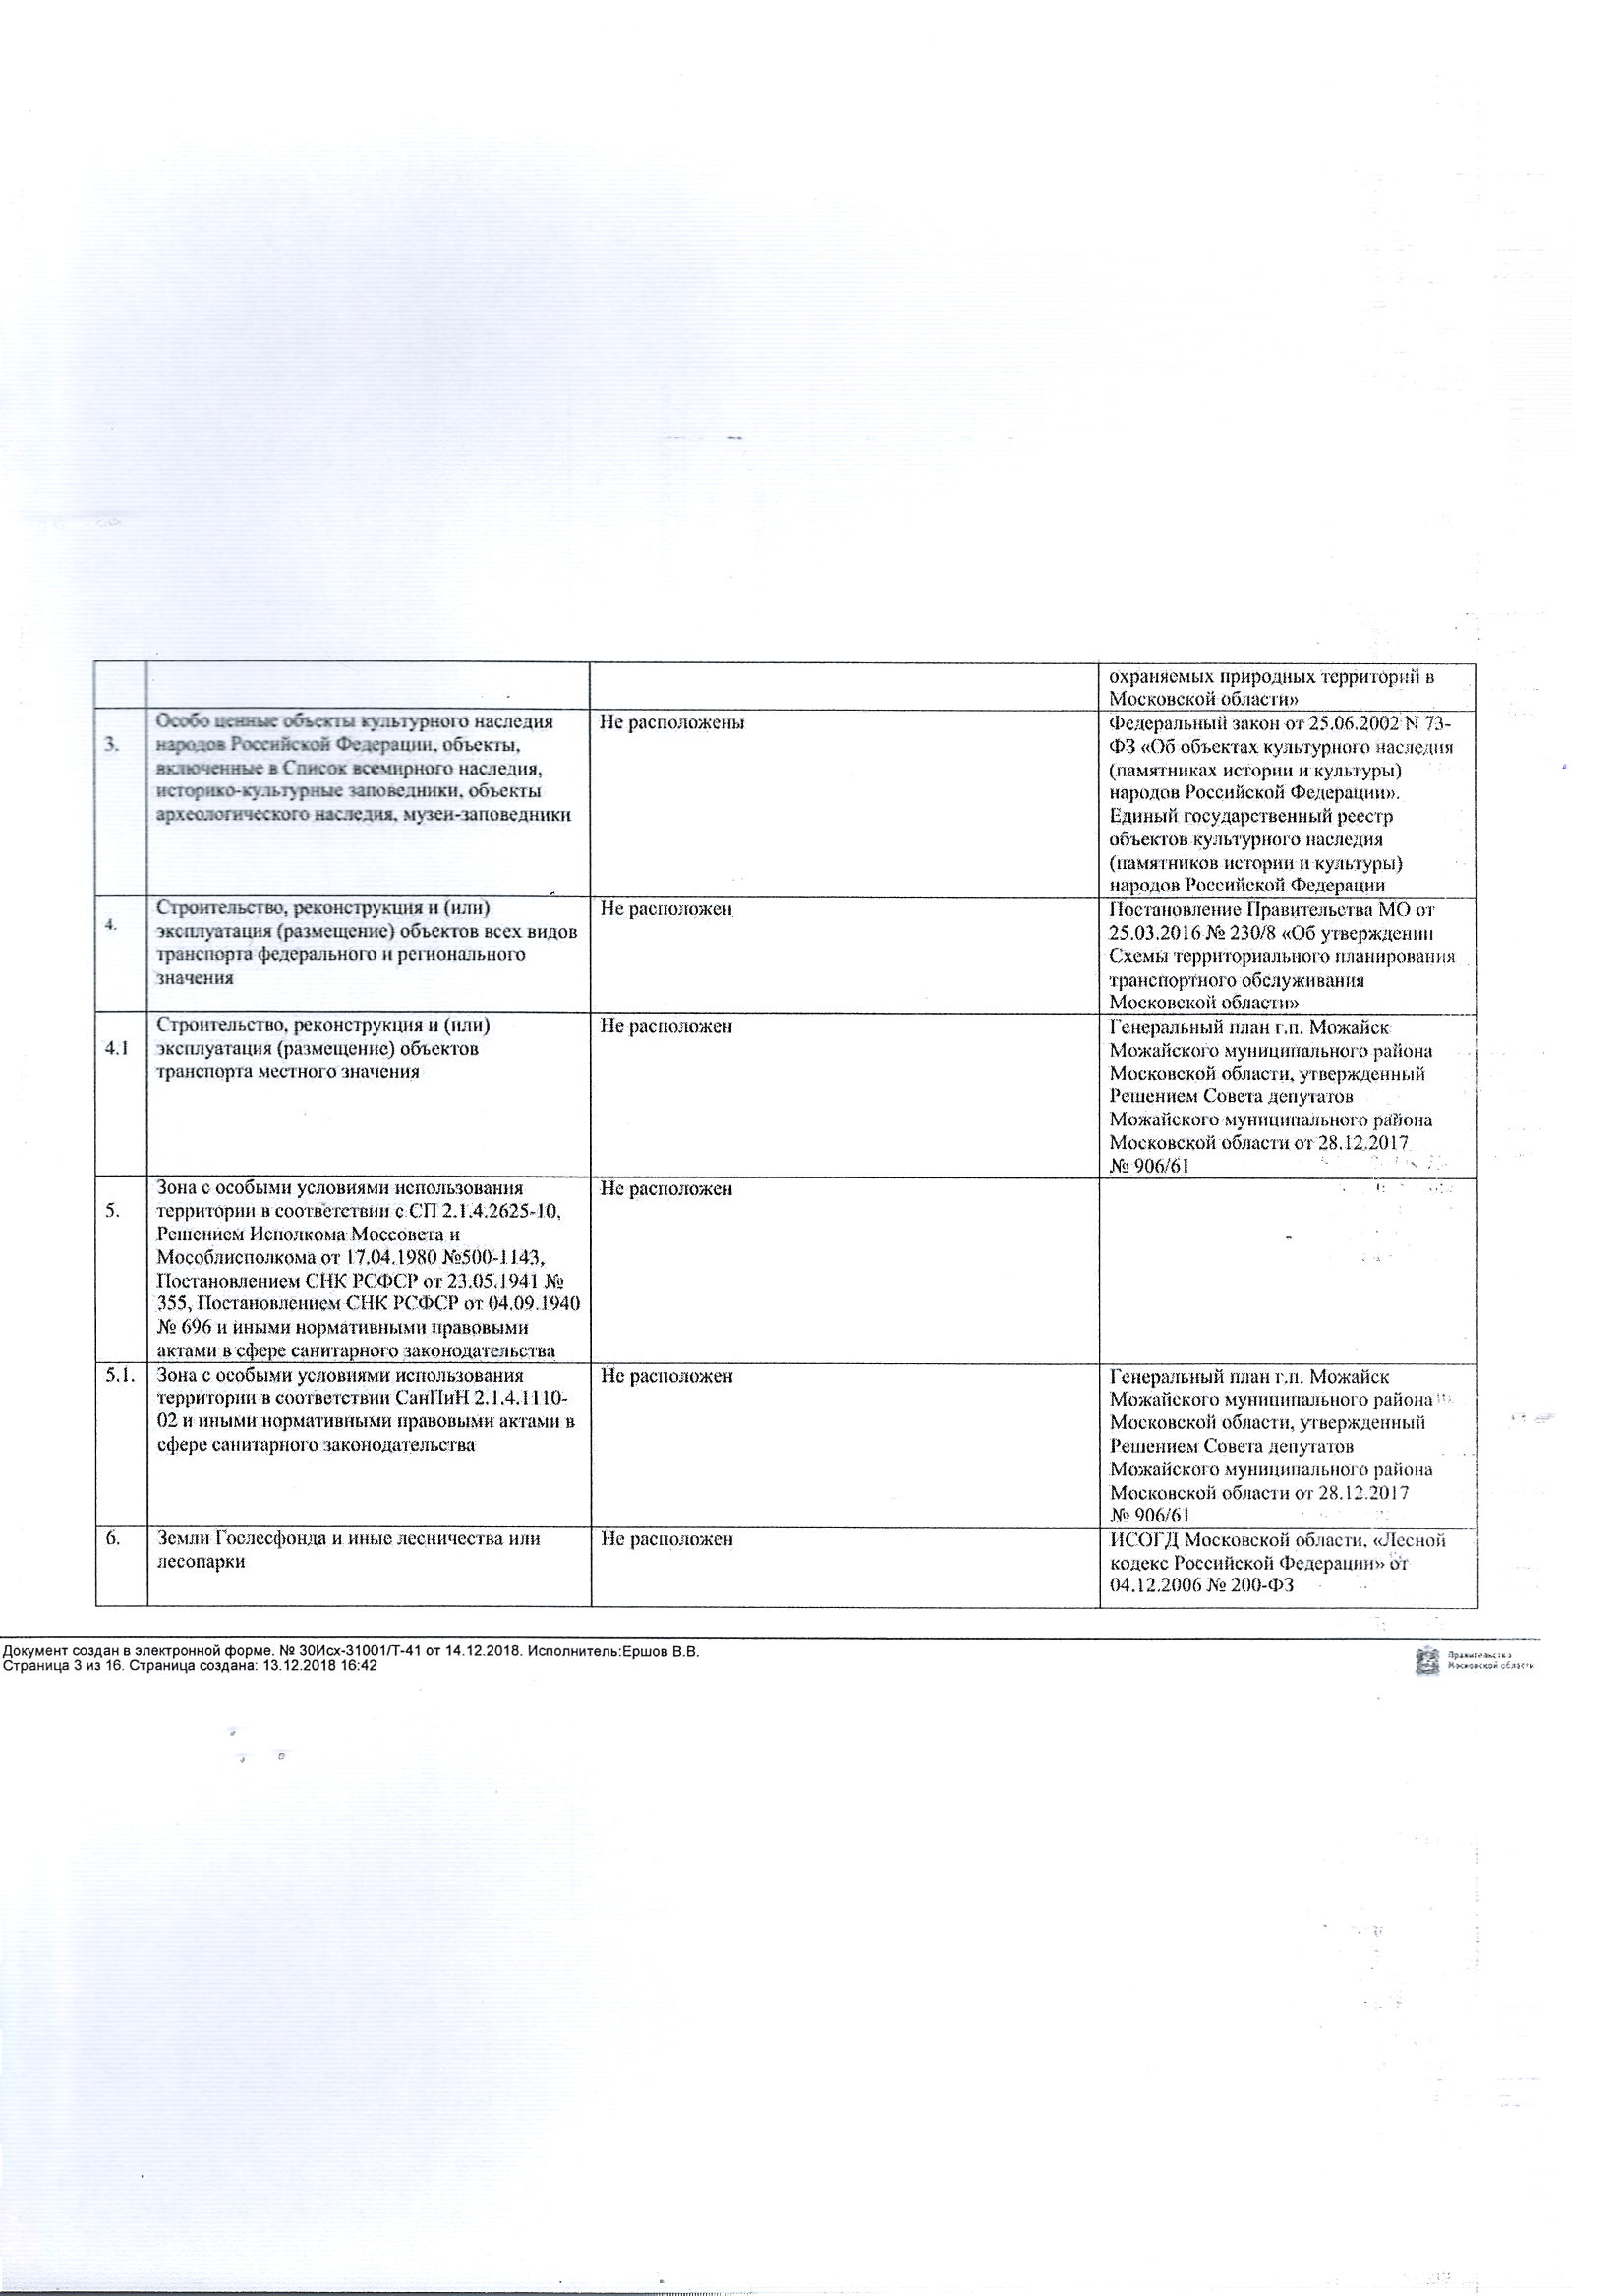 охраняемых природных территорий в
Московской области»
3.
Особо ценные объекты культурного наследия
народов Российской Федерации, объекты,
включенные в Список всемирного наследия,
историко-культурные заповедники, объекты
археологического наследия, музеи-заповедники
Не расположены
Федеральный закон от 25.06.2002 N 73-
ФЗ «Об объектах культурного наследия
(памятниках истории и культуры)
народов Российской Федерации».
Единый государственный реестр
объектов культурного наследия
(памятников истории и культуры)
народов Российской Федерации
4.
Строительство, реконструкция и (или)
эксплуатация (размещение) объектов всех видов
транспорта федерального и регионального
значения
Не расположен
Постановление Правительства МО от
25.03.2016 № 230/8 «Об утверждении
Схемы территориального планирования
транспортного обслуживания
Московской области»
4.1
Строительство, реконструкция и (или)
эксплуатация (размещение) объектов
транспорта местного значения
Не расположен
Генеральный план г.п. Можайск
Можайского муниципального района
Московской области, утвержденный
Решением Совета депутатов
Можайского муниципального района
Московской области от 28.12.2017
№ 906/61
5.
Зона с особыми условиями использования
территории в соответствии с СП 2.1.4.2625-10,
Решением Исполкома Моссовета и
Мособлисполкома от 17.04.1980 №500-1143,
Постановлением СНК РСФСР от 23.05.1941 №
355, Постановлением СНК РСФСР от 04.09.1940
№ 696 и иными нормативными правовыми
актами в сфере санитарного законодательства
Не расположен
5.1.
Зона с особыми условиями использования
территории в соответствии СанПиН 2.1.4.1110-
02 и иными нормативными правовыми актами в
сфере санитарного законодательства
Не расположен
Генеральный план г.п. Можайск
Можайского муниципального района
Московской области, утвержденный
Решением Совета депутатов
Можайского муниципального района
Московской области от 28.12.2017
№ 906/61
6.
Земли Гослесфонда и иные лесничества или
лесопарки
Не расположен
ИСОГД Московской области, «Лесной
кодекс Российской Федерации» от
04.12.2006 № 200-ФЗ
Документ создан в электронной форме. № 30Исх-31001/Т-41 от 14.12.2018. Исполнитель:Ершов В.В.
Страница 3 из 16. Страница создана: 13.12.2018 16:42
Правительство
Московской области